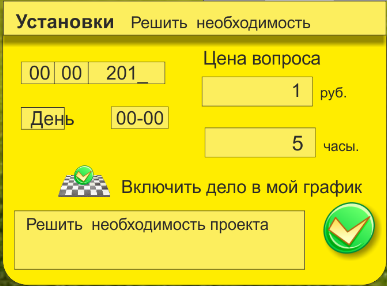 Установки Решить необходимость
Цена вопроса
00 00 201_
1 руб.
День 00-00
5 часы.
Включить дело в мой график
Решить необходимость проекта